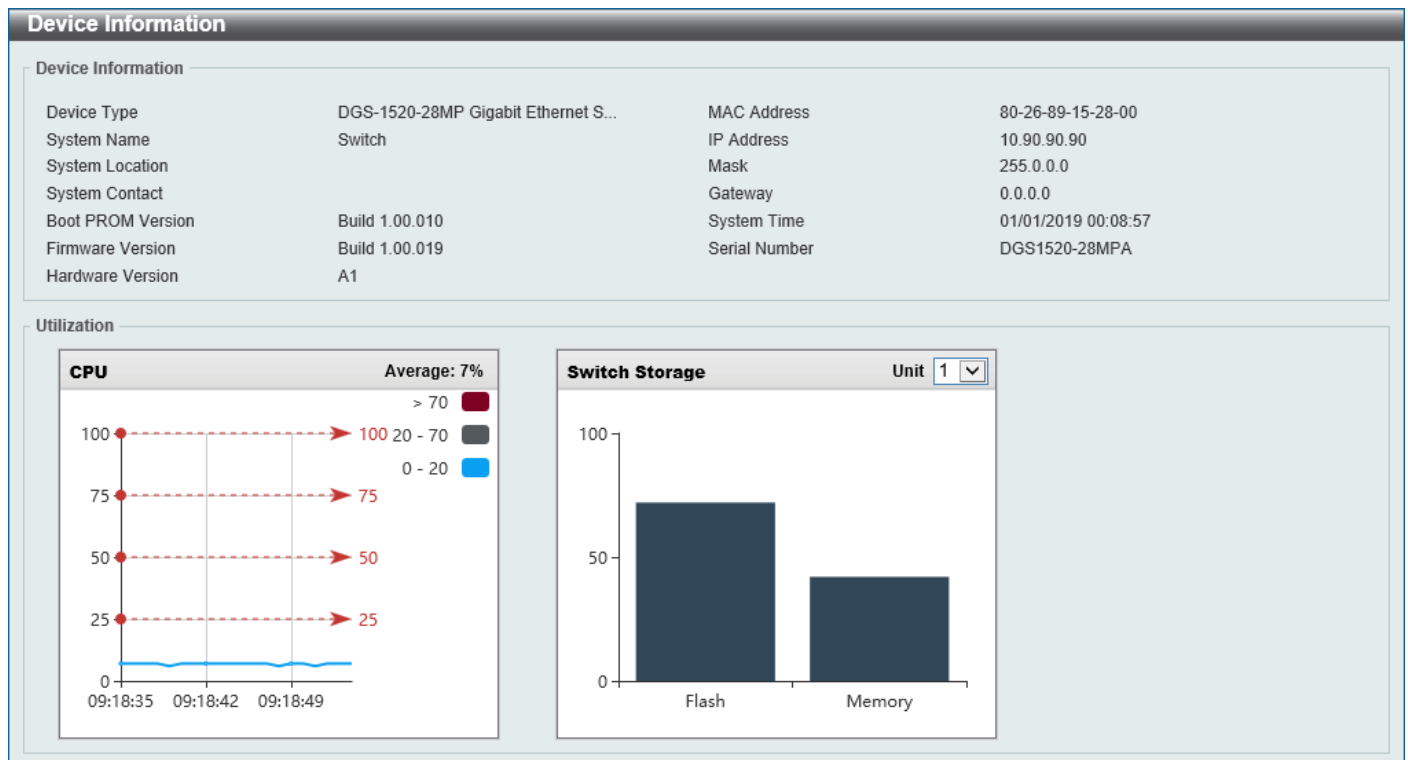 Device Information
Device Information
Device Type DGS-1520-28MP Gigabit Ethernet S... MAC Address 80-26-89-15-28-00
System Name Switch IP Address 10.90.90.90
System Location Mask 255.0.0.0
System Contact Gateway 0.0.0.0
Boot PROM Version Build 1.00.010 System Time 01/01/2019 00:08:57
Firmware Version Build 1.00.019 Serial Number DGS1520-28MPA
Hardware Version A1
Utilization
CPU Average: 7%
> 70
100 100 20 - 70
0 - 20
75 75
50 50
25 25
0
09:18:35 09:18:42 09:18:49
Switch Storage Unit 1
100
50
0
Flash Memory